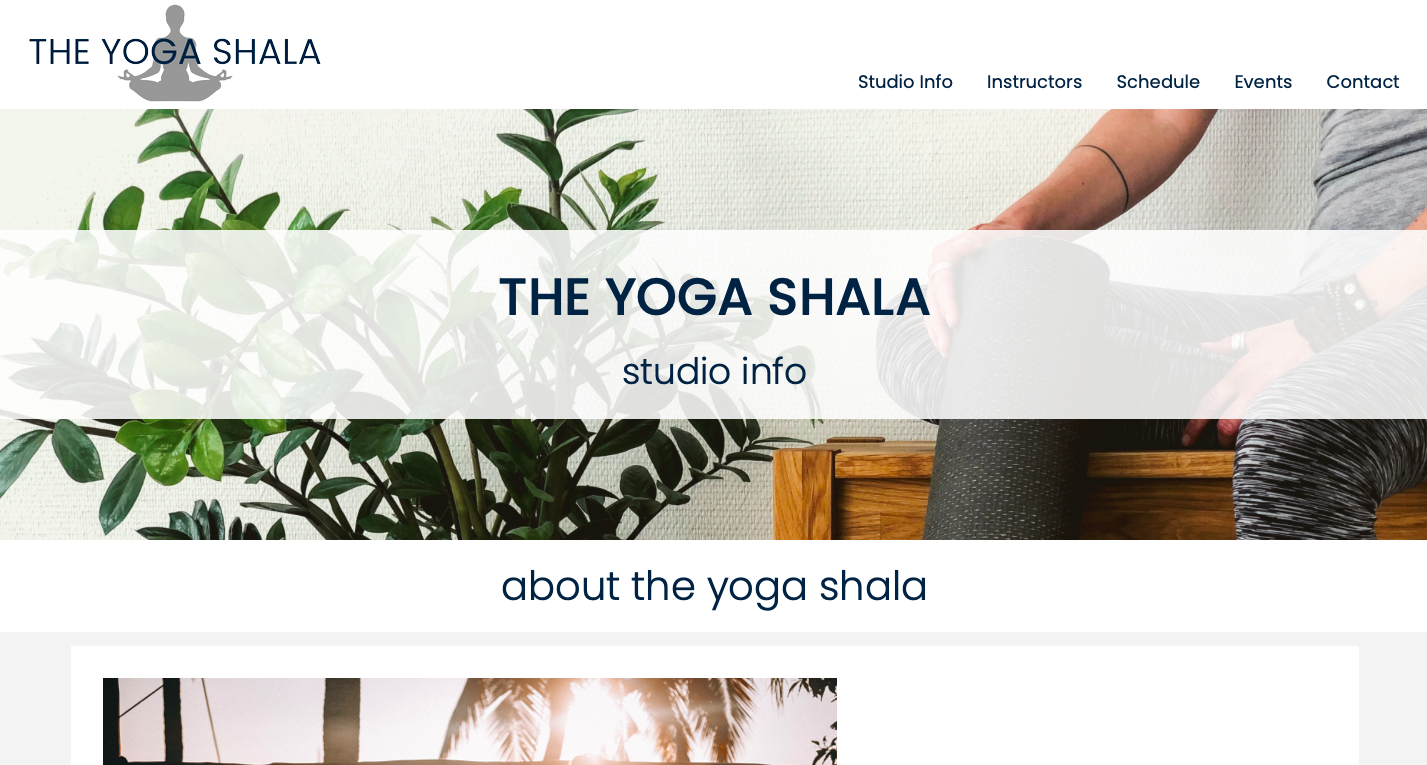 THE YOGA SHALA
Studio Info Instructors Schedule Events Contact
THE YOGA SHALA
studio info
about the yoga shala